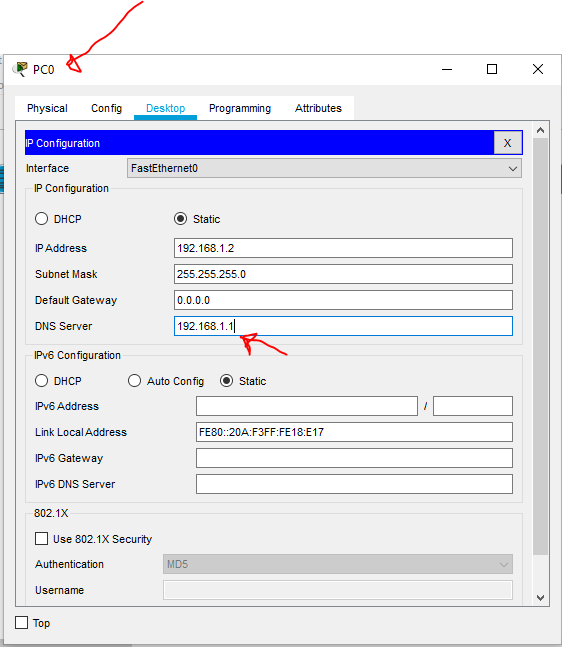 PC0
Physical Config Desktop Programming Attributes
IP Configuration X
Interface FastEthernet0
IP Configuration
DHCP Static
IP Address 192.168.1.2
Subnet Mask 255.255.255.0
Default Gateway 0.0.0.0
DNS Server 192.168.1.1
IPv6 Configuration
DHCP Auto Config Static
IPv6 Address /
Link Local Address FE80::20A:F3FF:FE18:E17
IPv6 Gateway
IPv6 DNS Server
802.1X
Use 802.1X Security
Authentication MD5
Username
Top